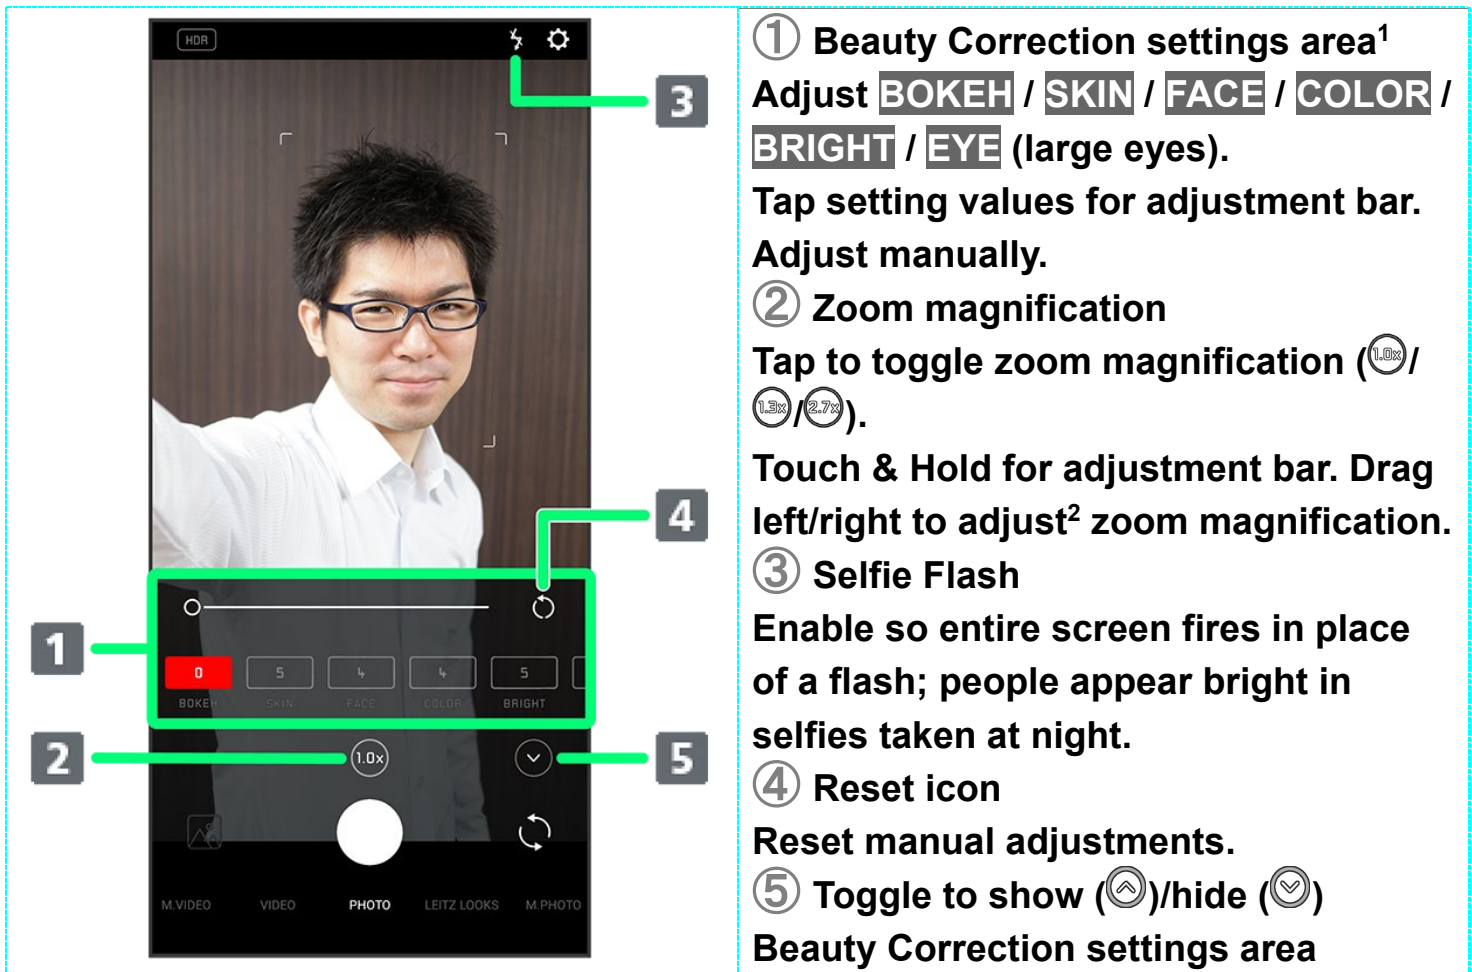 HDR
3
4
1
0
5
4
4
5
BOKEH
SKIN
FACE
COLOR
BRIGHT
2
1.0x
5
M.VIDEO
VIDEO
PHOTO
LEITZ LOOKS
M.PHOTO
① Beauty Correction settings area¹
Adjust BOKEH / SKIN / FACE / COLOR /
BRIGHT / EYE (large eyes).
Tap setting values for adjustment bar.
Adjust manually.
② Zoom magnification
Tap to toggle zoom magnification (1.0x/
1.3x/2.7x).
Touch & Hold for adjustment bar. Drag
left/right to adjust² zoom magnification.
③ Selfie Flash
Enable so entire screen fires in place
of a flash; people appear bright in
selfies taken at night.
④ Reset icon
Reset manual adjustments.
⑤ Toggle to show ()/hide ()
Beauty Correction settings area